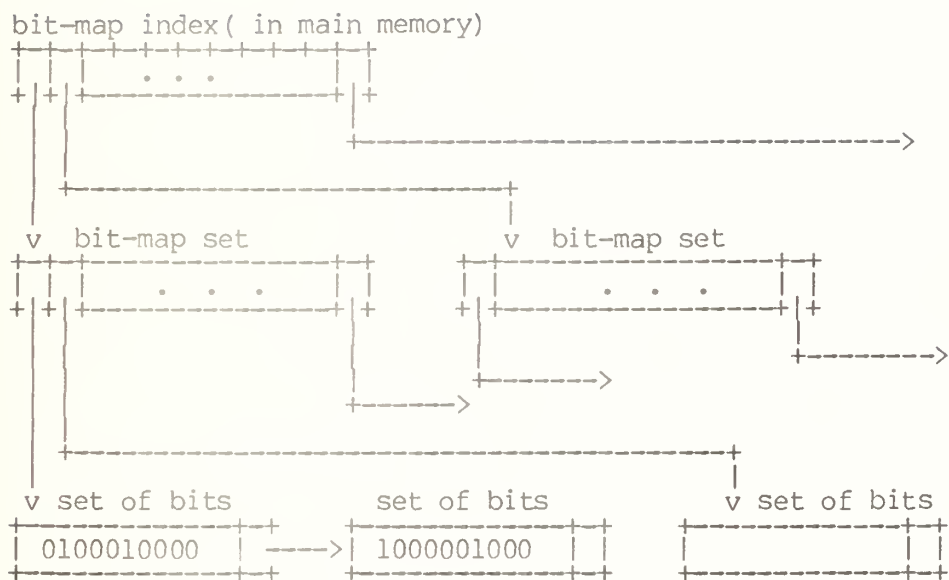 bit-map index( in main memory)
. . .
v bit-map set v bit-map set
. . . . . .
v set of bits set of bits v set of bits
0100010000 1000001000